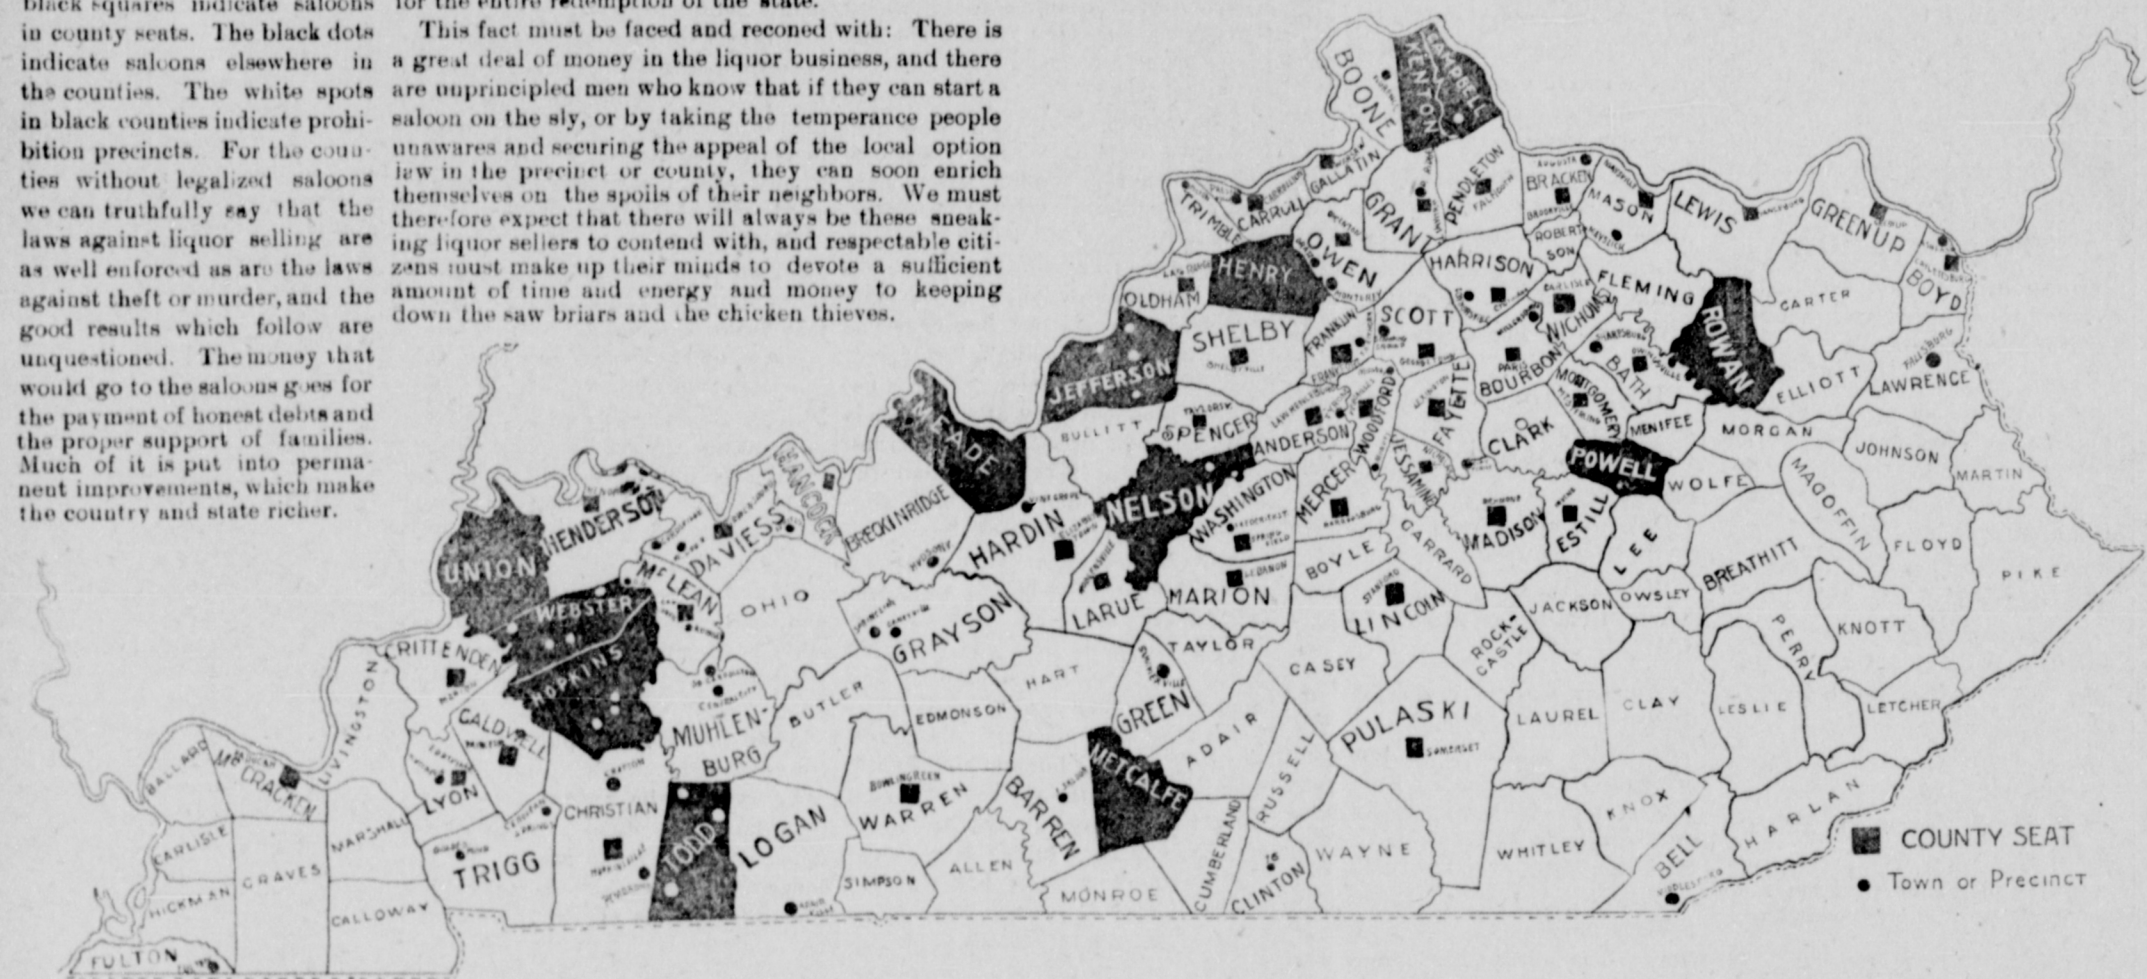 black squares indicate saloons
in county seats. The black dots
indicate saloons elsewhere in
the counties. The white spots
in black counties indicate prohi-
bition precincts. For the coun-
ties without legalized saloons
we can truthfully say that the
laws against liquor selling are
as well enforced as are the laws
against theft or murder, and the
good results which follow are
unquestioned. The money that
would go to the saloons goes for
the payment of honest debts and
the proper support of families.
Much of it is put into perma-
nent improvements, which make
the country and state richer.
for the entire redemption of the state.
This fact must be faced and reconed with: There is
a great deal of money in the liquor business, and there
are unprincipled men who know that if they can start a
saloon on the sly, or by taking the temperance people
unawares and securing the appeal of the local option
law in the precinct or county, they can soon enrich
themselves on the spoils of their neighbors. We must
therefore expect that there will always be these sneak-
ing liquor sellers to contend with, and respectable citi-
zens must make up their minds to devote a sufficient
amount of time and energy and money to keeping
down the saw briars and the chicken thieves.
BOONE
KENTON
CAMPBELL
GALLATIN
CARROLL
TRIMBLE
GRANT
PENDLETON
FALMOUTH
AUGUSTA
BRACKEN
MASON
LEWIS
GREENUP
BOYD
OWEN
HENRY
OLDHAM
HARRISON
ROBERT
SON
FLEMING
CARTER
ROWAN
SHELBY
FRANKLIN
SCOTT
BOURBON
PARIS
BATH
ELLIOTT
LAWRENCE
JEFFERSON
BULLITT
SPENCER
ANDERSON
WOODFORD
FAYETTE
CLARK
MONTGOMERY
MENIFEE
MORGAN
JOHNSON
MARTIN
MEADE
NELSON
WASHINGTON
MERCER
JESSAMINE
POWELL
WOLFE
MAGOFFIN
HANCOCK
BRECKINRIDGE
HARDIN
MADISON
ESTILL
LEE
BREATHITT
FLOYD
PIKE
UNION
HENDERSON
DAVIESS
McLEAN
OHIO
GRAYSON
LARUE
MARION
LEBANON
BOYLE
GARRARD
LINCOLN
ROCK-
CASTLE
JACKSON
OWSLEY
PERRY
KNOTT
WEBSTER
HOPKINS
CRITTENDEN
LIVINGSTON
CALDWELL
MUHLEN-
BURG
BUTLER
EDMONSON
HART
GREEN
TAYLOR
CASEY
ADAIR
PULASKI
SOMERSET
LAUREL
CLAY
LESLIE
LETCHER
BALLARD
McCRACKEN
LYON
CHRISTIAN
TODD
LOGAN
WARREN
BOWLING GREEN
BARREN
METCALFE
RUSSELL
CUMBERLAND
WAYNE
WHITLEY
KNOX
BELL
HARLAN
CARLISLE
GRAVES
MARSHALL
TRIGG
SIMPSON
ALLEN
MONROE
CLINTON
HICKMAN
CALLOWAY
FULTON
COUNTY SEAT
Town or Precinct